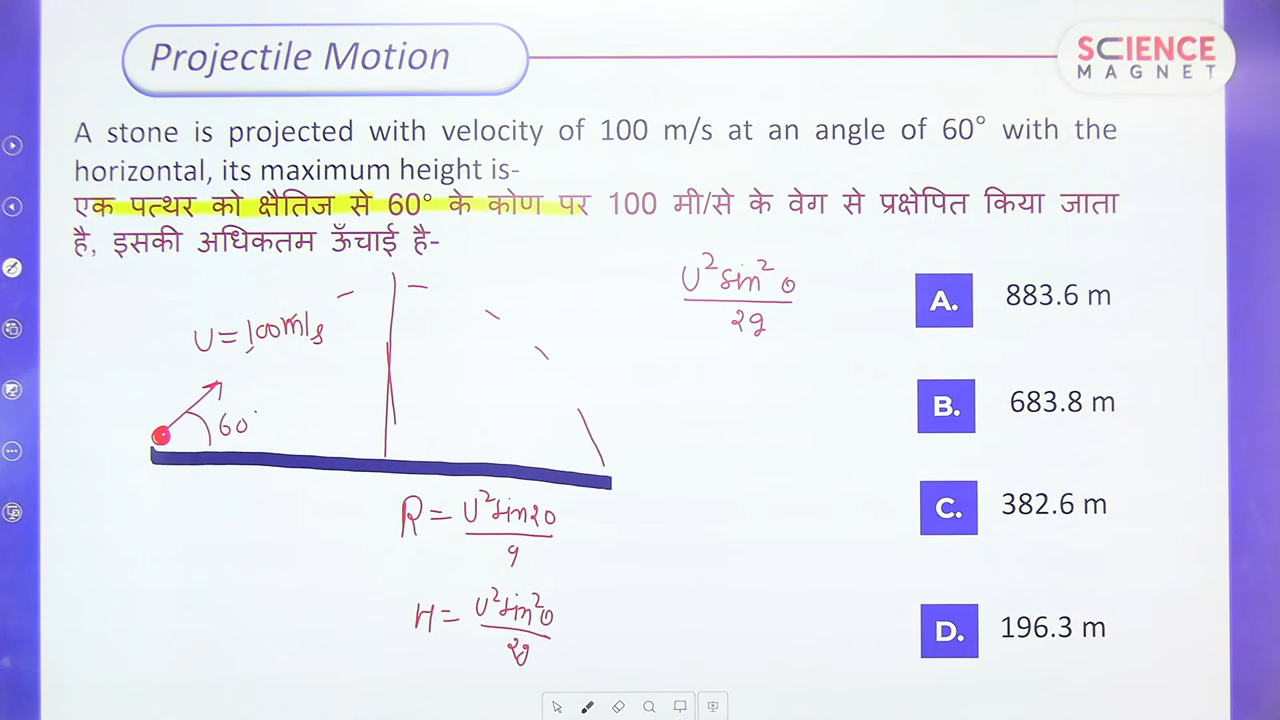 Projectile Motion
SCIENCE
MAGNET
A stone is projected with velocity of 100 m/s at an angle of 60° with the
horizontal, its maximum height is-
एक पत्थर को क्षैतिज से 60° के कोण पर 100 मी/से के वेग से प्रक्षेपित किया जाता
है, इसकी अधिकतम ऊँचाई है-
U = 100m/s
60°
R = U²sin2θ
g
H = U²sin²θ
2g
U²sin²θ
2g
A. 883.6 m
B. 683.8 m
C. 382.6 m
D. 196.3 m